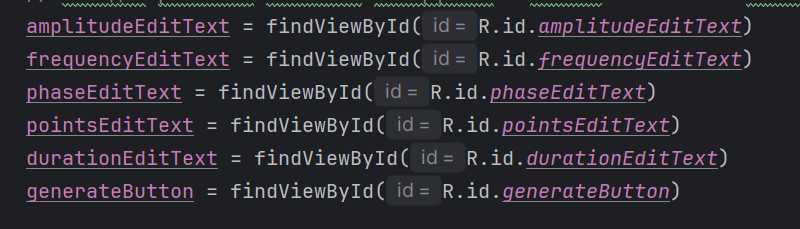 amplitudeEditText = findViewById( id = R.id.amplitudeEditText)
frequencyEditText = findViewById( id = R.id.frequencyEditText)
phaseEditText = findViewById( id = R.id.phaseEditText)
pointsEditText = findViewById( id = R.id.pointsEditText)
durationEditText = findViewById( id = R.id.durationEditText)
generateButton = findViewById( id = R.id.generateButton)